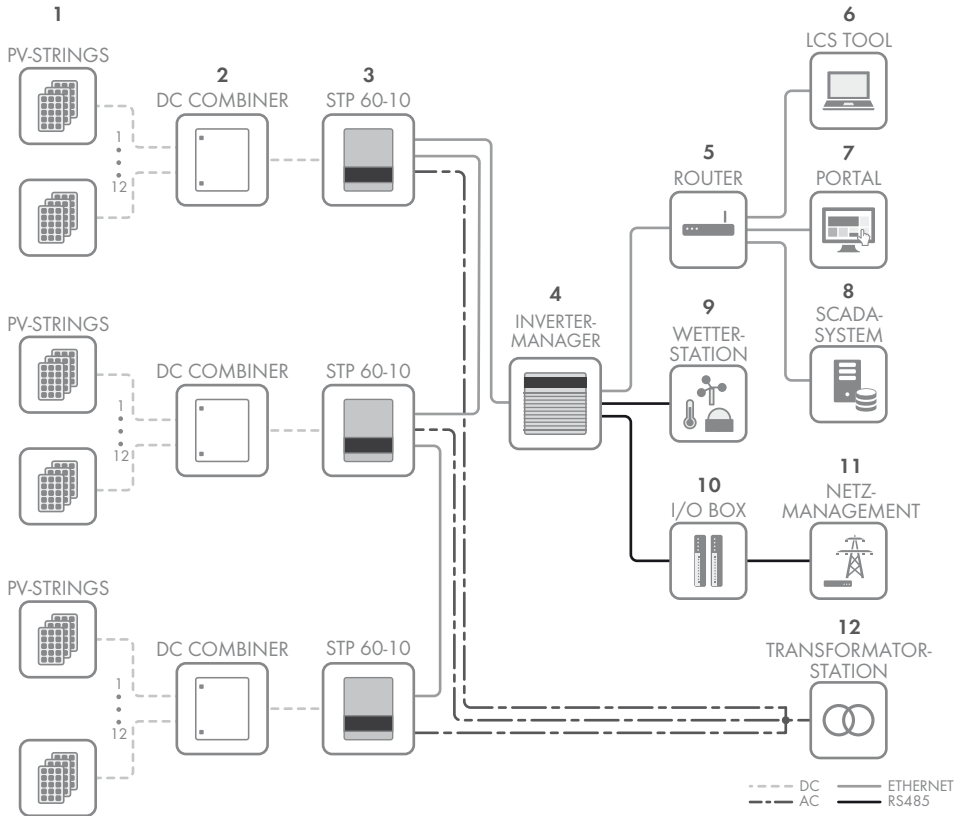 1
PV-STRINGS
2
DC COMBINER
3
STP 60-10
1
12
6
LCS TOOL
5
ROUTER
7
PORTAL
4
INVERTER-
MANAGER
9
WETTER-
STATION
8
SCADA-
SYSTEM
PV-STRINGS
DC COMBINER
STP 60-10
1
12
10
I/O BOX
11
NETZ-
MANAGEMENT
PV-STRINGS
DC COMBINER
STP 60-10
1
12
12
TRANSFORMATOR-
STATION
DC
AC
ETHERNET
RS485